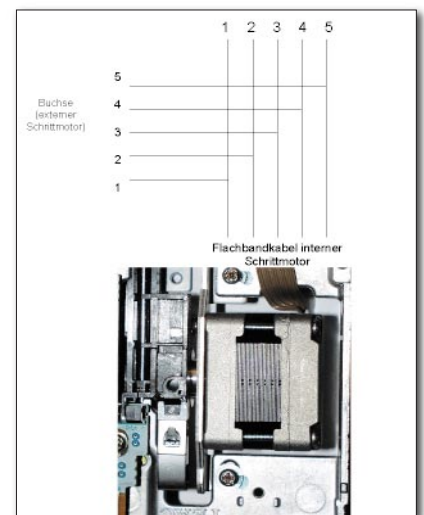 1 2 3 4 5
5
4
3
2
1
Buchse
(externer
Schrittmotor)
Flachbandkabel interner
Schrittmotor